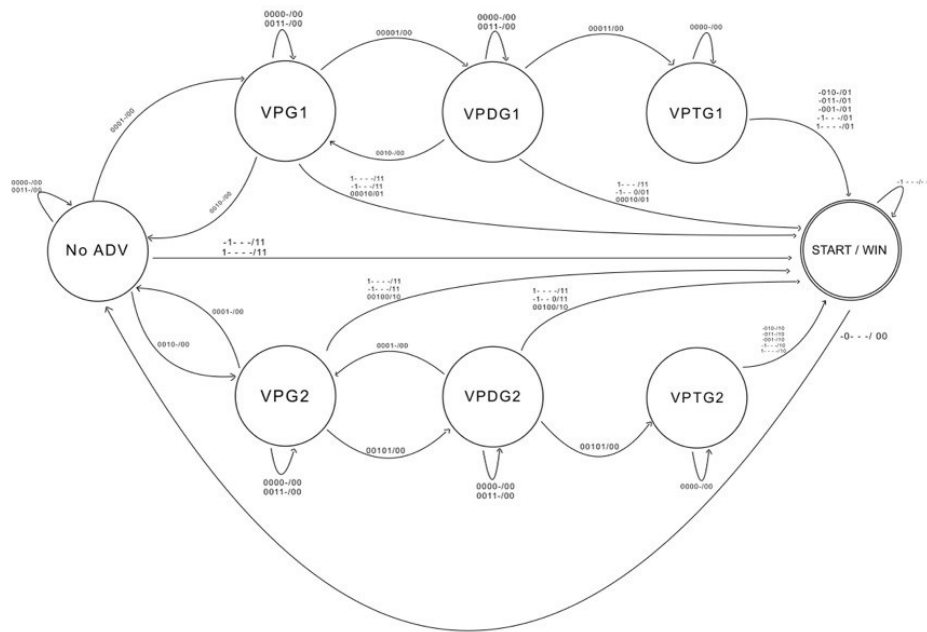 0000-/00
0011-/00
00001/00
0000-/00
0011-/00
00011/00
0000-/00
VPG1
VPDG1
VPTG1
0001-/00
-010-/01
-011-/01
-001-/01
-1- - -/01
1- - - -/01
0010-/00
0010-/00
1- - - -/11
-1- - -/11
00010/01
1- - - -/11
-1- - 0/01
00010/01
0000-/00
0011-/00
-1 - - -/- -
No ADV
-1- - -/11
1- - - -/11
START / WIN
0001-/00
0010-/00
1- - - -/11
-1- - -/11
00100/10
1- - - -/11
-1- - 0/11
00100/10
-010-/10
-011-/10
-001-/10
-1- - -/10
1- - - -/10
-0- - -/ 00
0001-/00
VPG2
VPDG2
VPTG2
00101/00
00101/00
0000-/00
0011-/00
0000-/00
0011-/00
0000-/00